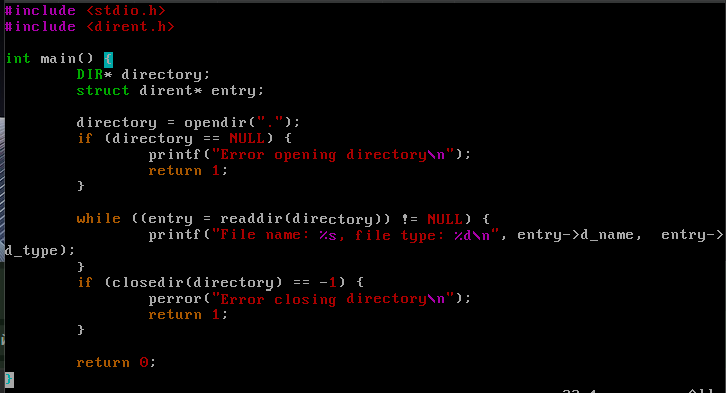 #include <stdio.h>
#include <dirent.h>
int main() {
        DIR* directory;
        struct dirent* entry;
        directory = opendir(".");
        if (directory == NULL) {
                printf("Error opening directory\n");
                return 1;
        }
        while ((entry = readdir(directory)) != NULL) {
                printf("File name: %s, file type: %d\n", entry->d_name,  entry->
d_type);
        }
        if (closedir(directory) == -1) {
                perror("Error closing directory\n");
                return 1;
        }
        return 0;
}